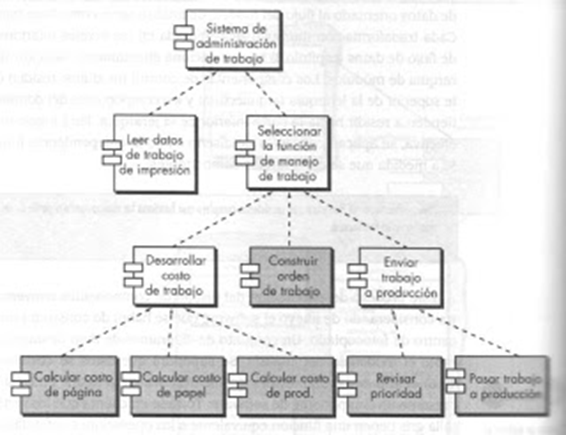 Sistema de
administración
de trabajo
Leer datos
de trabajo
de impresión
Seleccionar
la función
de manejo
de trabajo
Desarrollar
costo
de trabajo
Construir
orden
de trabajo
Enviar
trabajo
a producción
Calcular costo
de página
Calcular costo
de papel
Calcular costo
de prod.
Revisar
prioridad
Pasar trabajo
a producción